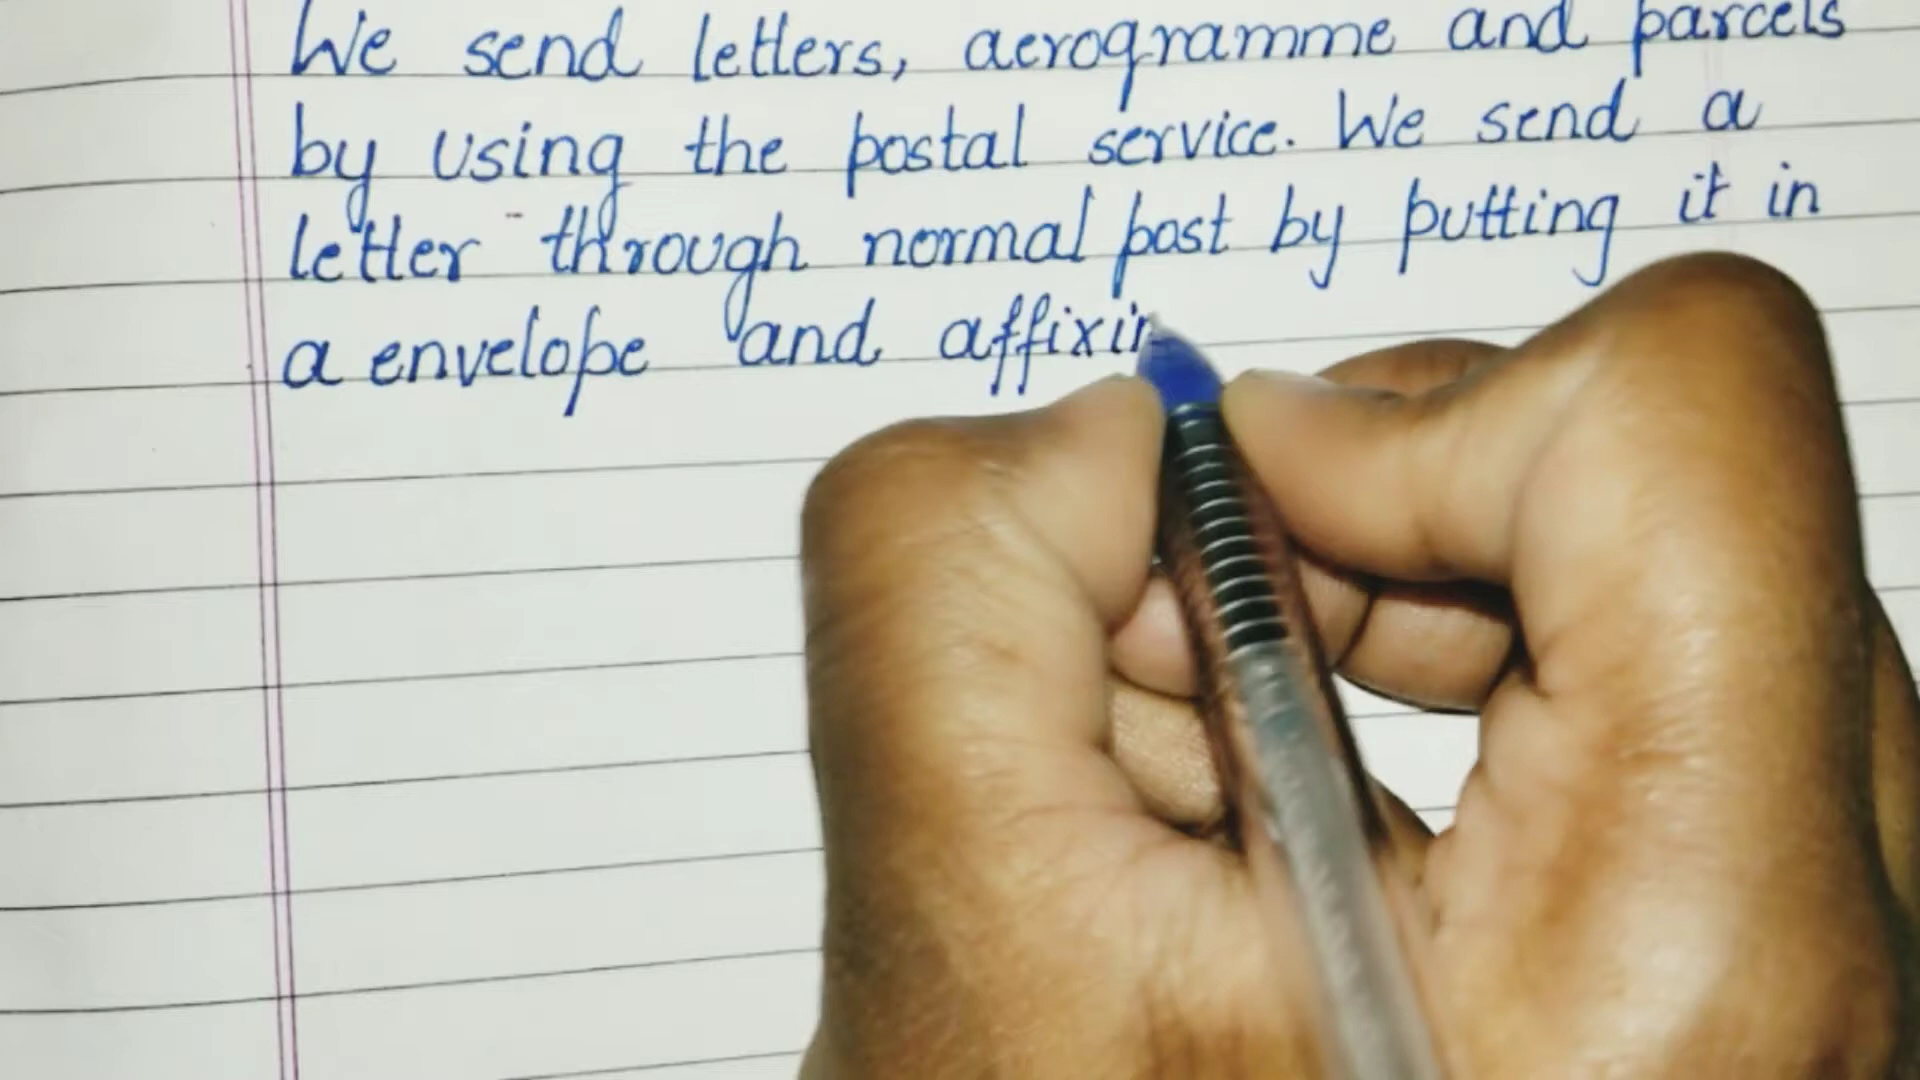 We send letters, aerogramme and parcels
by using the postal service. We send a
letter through normal post by putting it in
a envelope and affixin